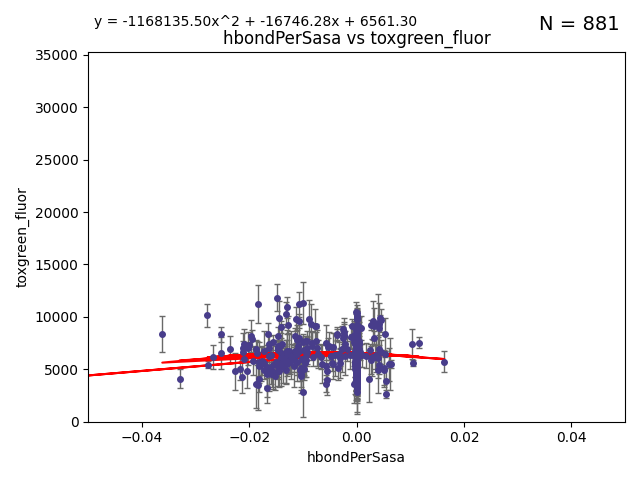 y = -1168135.50x^2 + -16746.28x + 6561.30
N = 881
hbondPerSasa vs toxgreen_fluor
35000
30000
25000
20000
15000
10000
5000
0
toxgreen_fluor
−0.04 −0.02 0.00 0.02 0.04
hbondPerSasa